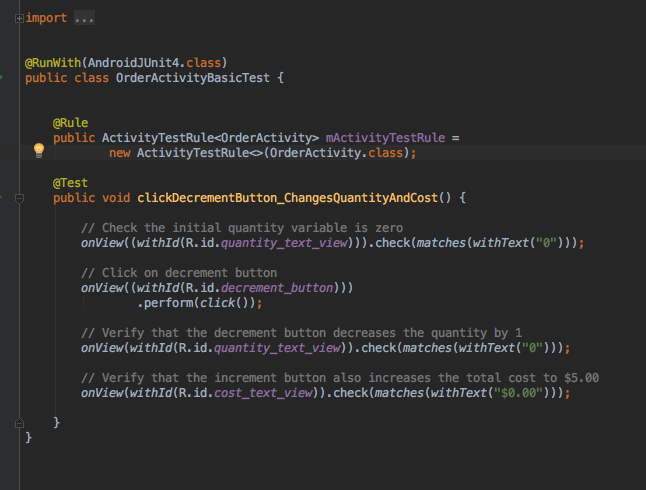 import ...
@RunWith(AndroidJUnit4.class)
public class OrderActivityBasicTest {
@Rule
public ActivityTestRule<OrderActivity> mActivityTestRule =
new ActivityTestRule<>(OrderActivity.class);
@Test
public void clickDecrementButton_ChangesQuantityAndCost() {
// Check the initial quantity variable is zero
onView((withId(R.id.quantity_text_view))).check(matches(withText("0")));
// Click on decrement button
onView((withId(R.id.decrement_button)))
.perform(click());
// Verify that the decrement button decreases the quantity by 1
onView(withId(R.id.quantity_text_view)).check(matches(withText("0")));
// Verify that the increment button also increases the total cost to $5.00
onView(withId(R.id.cost_text_view)).check(matches(withText("$0.00")));
}
}